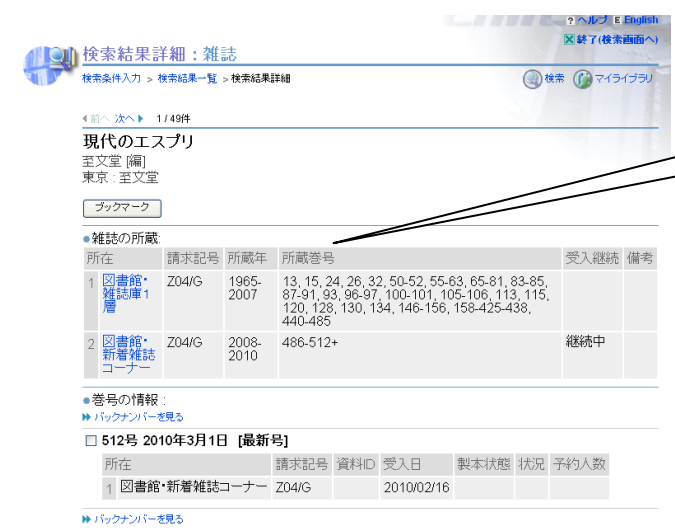 ? ヘルプ E English
検索結果詳細：雑誌
終了(検索画面へ)
検索条件入力 > 検索結果一覧 > 検索結果詳細
検索 マイライブラリ
前へ 次へ 1 / 49件
現代のエスプリ
至文堂 [編]
東京 : 至文堂
ブックマーク
●雑誌の所蔵:
所在 請求記号 所蔵年 所蔵巻号 受入継続 備考
1 図書館・雑誌庫1層 Z04/G 1965-2007 13, 15, 24, 26, 32, 50-52, 55-63, 65-81, 83-85,
87-91, 93, 96-97, 100-101, 105-106, 113, 115,
120, 128, 130, 134, 146-156, 158-425-438,
440-485
2 図書館・新着雑誌コーナー Z04/G 2008-2010 486-512+ 継続中
●巻号の情報 :
バックナンバーを見る
512号 2010年3月1日 [最新号]
所在 請求記号 資料ID 受入日 製本状態 状況 予約人数
1 図書館・新着雑誌コーナー Z04/G 2010/02/16
バックナンバーを見る